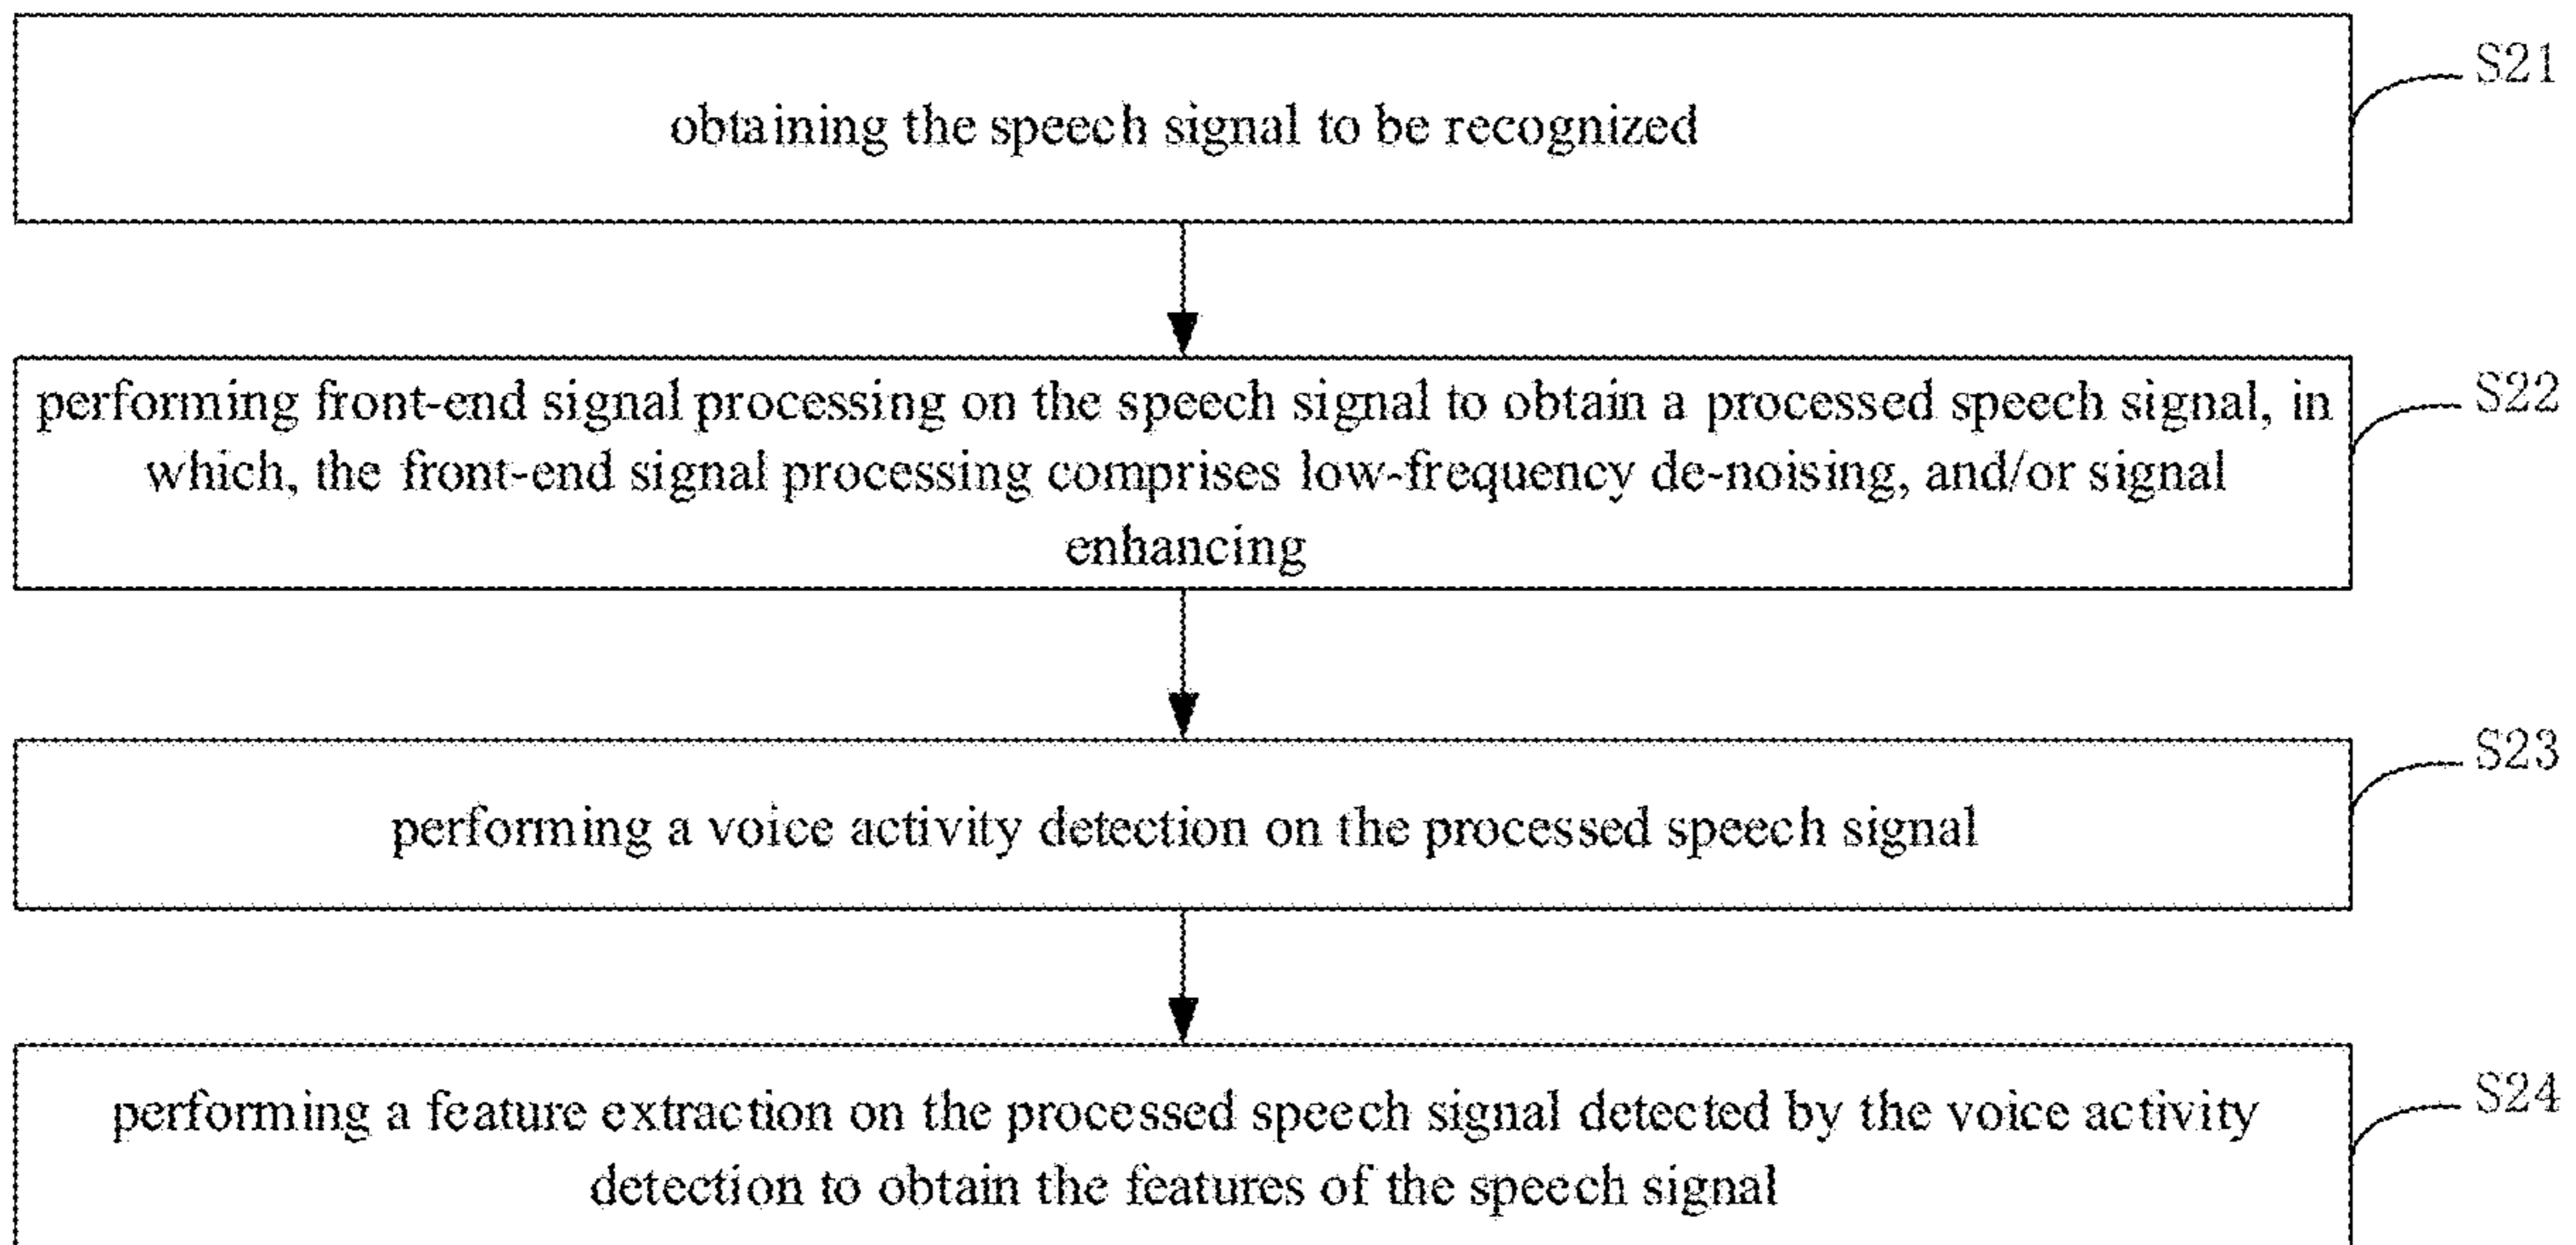 obtaining the speech signal to be recognized
S21
performing front-end signal processing on the speech signal to obtain a processed speech signal, in
which, the front-end signal processing comprises low-frequency de-noising, and/or signal
enhancing
S22
performing a voice activity detection on the processed speech signal
S23
performing a feature extraction on the processed speech signal detected by the voice activity
detection to obtain the features of the speech signal
S24